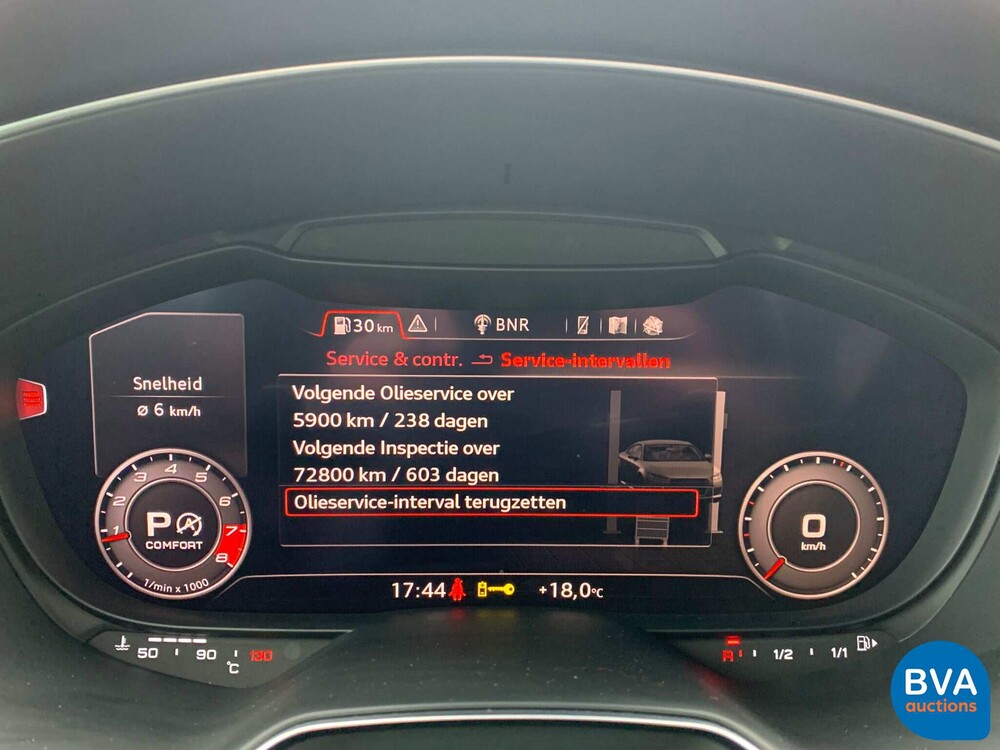 30 km
BNR
Service & contr. Service-intervallen
Snelheid
ø 6 km/h
Volgende Olieservice over
5900 km / 238 dagen
Volgende Inspectie over
72800 km / 603 dagen
Olieservice-interval terugzetten
1 2 3 4 5 6 7 8
P A
COMFORT
1/min x 1000
0
km/h
17:44 +18,0°C
50 90 120
°C
R 1/2 1/1
BVA
auctions